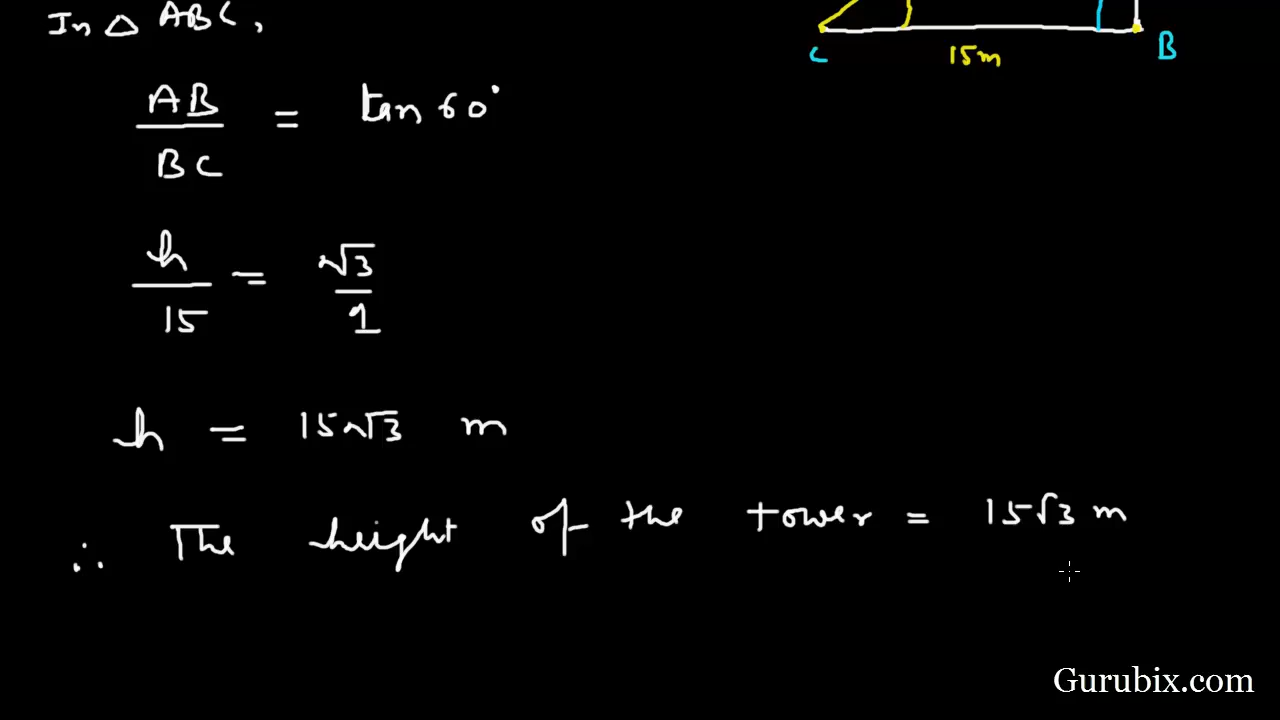 In △ ABC,
C 15m B
AB
BC
= tan 60°
h
15
= √3
1
h = 15√3 m
∴ The height of the tower = 15√3 m
Gurubix.com